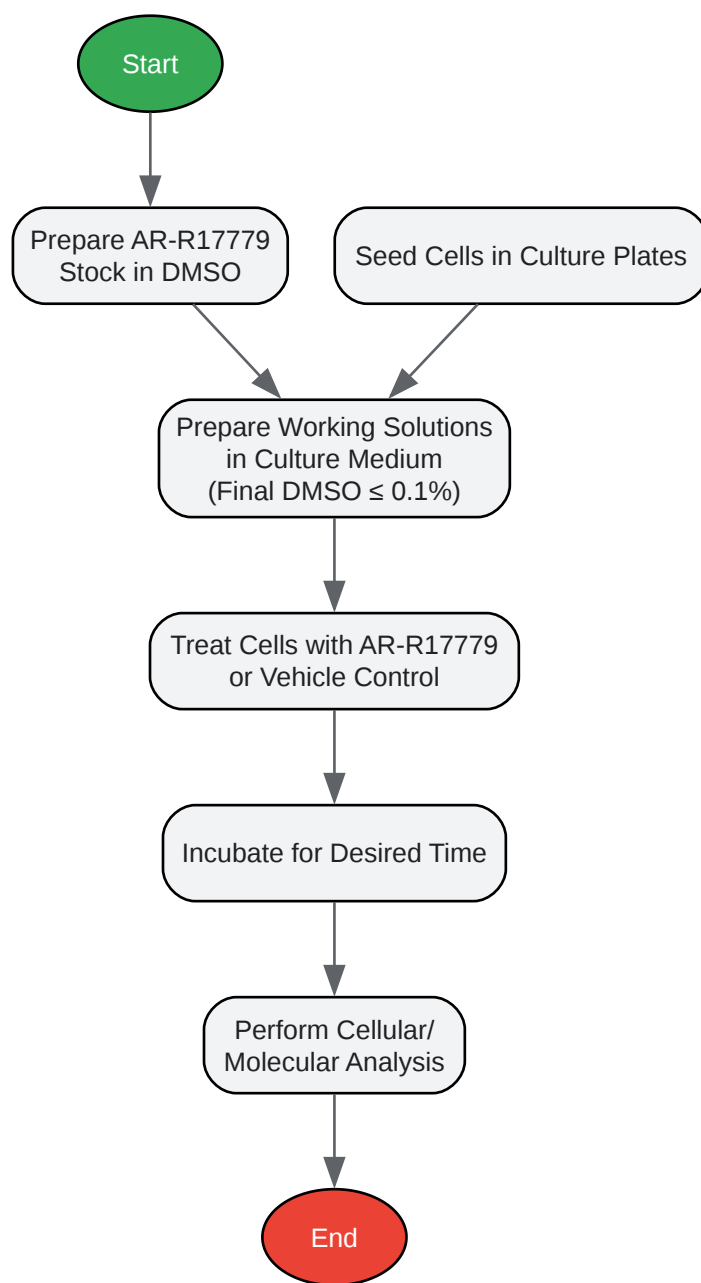 Start
Prepare AR-R17779
Stock in DMSO
Seed Cells in Culture Plates
Prepare Working Solutions
in Culture Medium
(Final DMSO ≤ 0.1%)
Treat Cells with AR-R17779
or Vehicle Control
Incubate for Desired Time
Perform Cellular/
Molecular Analysis
End